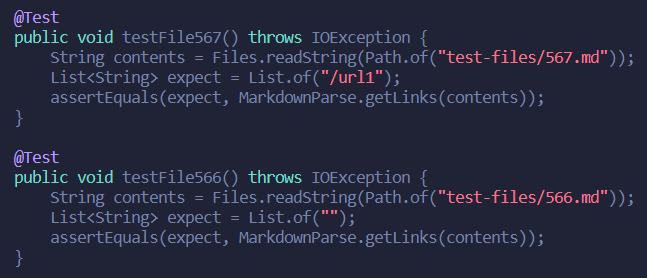 @Test
public void testFile567() throws IOException {
    String contents = Files.readString(Path.of("test-files/567.md"));
    List<String> expect = List.of("/url1");
    assertEquals(expect, MarkdownParse.getLinks(contents));
}

@Test
public void testFile566() throws IOException {
    String contents = Files.readString(Path.of("test-files/566.md"));
    List<String> expect = List.of("");
    assertEquals(expect, MarkdownParse.getLinks(contents));
}